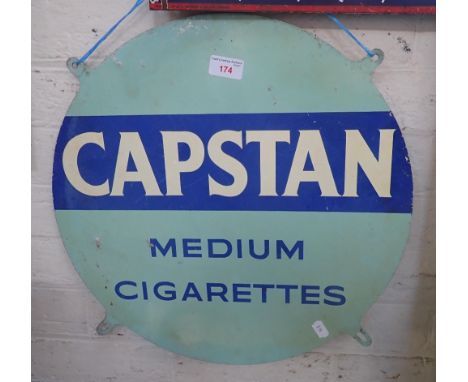 174
CAPSTAN
MEDIUM
CIGARETTES